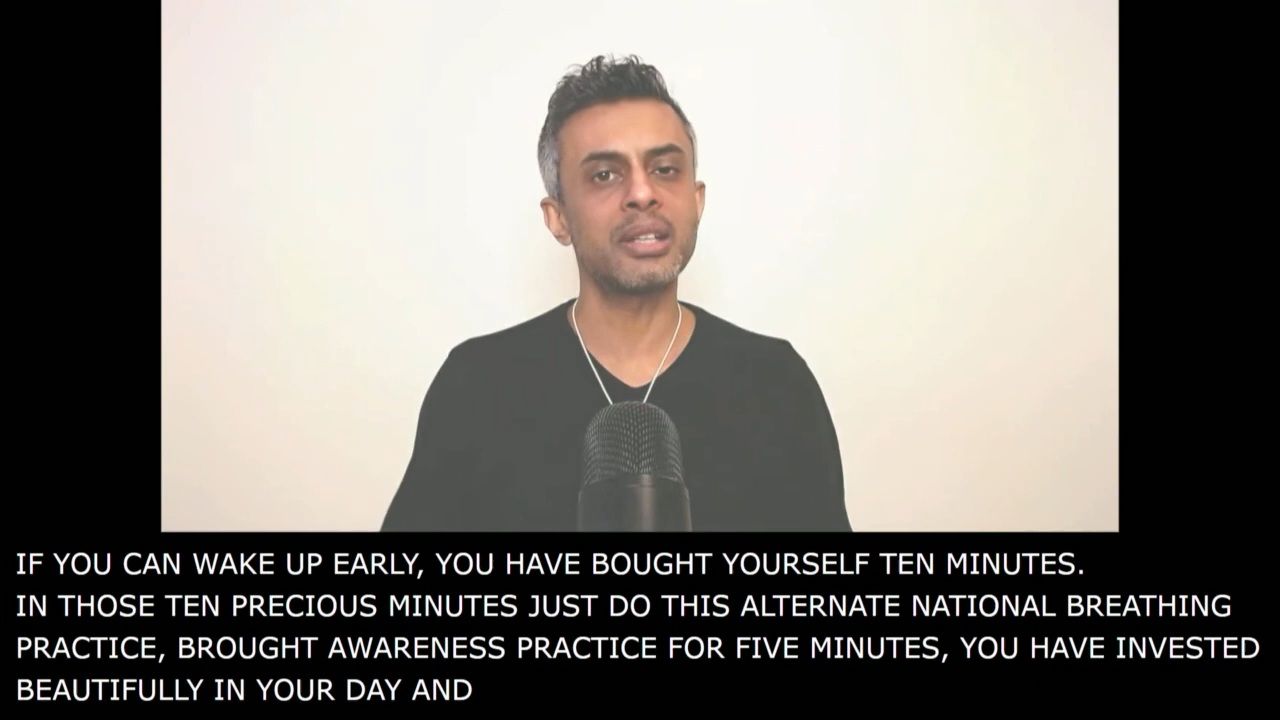 IF YOU CAN WAKE UP EARLY, YOU HAVE BOUGHT YOURSELF TEN MINUTES.
IN THOSE TEN PRECIOUS MINUTES JUST DO THIS ALTERNATE NATIONAL BREATHING
PRACTICE, BROUGHT AWARENESS PRACTICE FOR FIVE MINUTES, YOU HAVE INVESTED
BEAUTIFULLY IN YOUR DAY AND